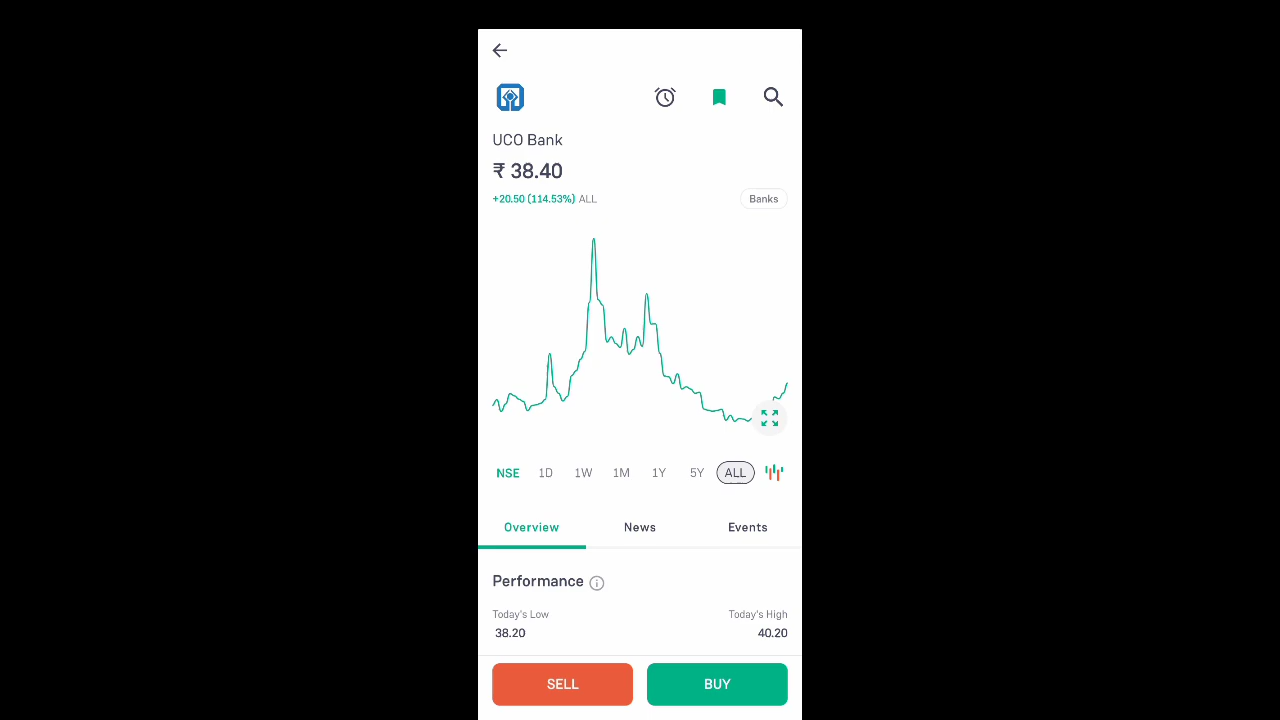 UCO Bank
₹ 38.40
+20.50 (114.53%) ALL
Banks
NSE 1D 1W 1M 1Y 5Y ALL
Overview News Events
Performance
Today's Low Today's High
38.20 40.20
SELL BUY